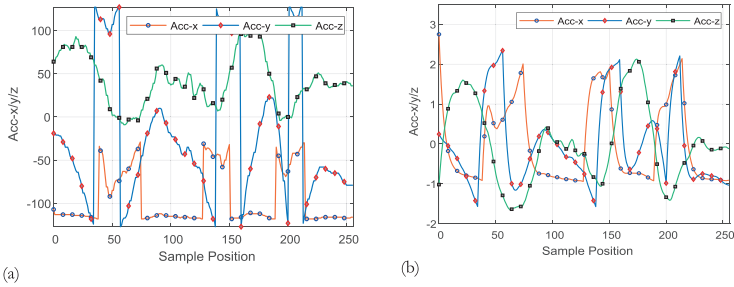 Acc-x Acc-y Acc-z
100
50
0
-50
-100
Acc-x/y/z
0 50 100 150 200 250
Sample Position
(a)
Acc-x Acc-y Acc-z
3
2
1
0
-1
-2
Acc-x/y/z
0 50 100 150 200 250
Sample Position
(b)